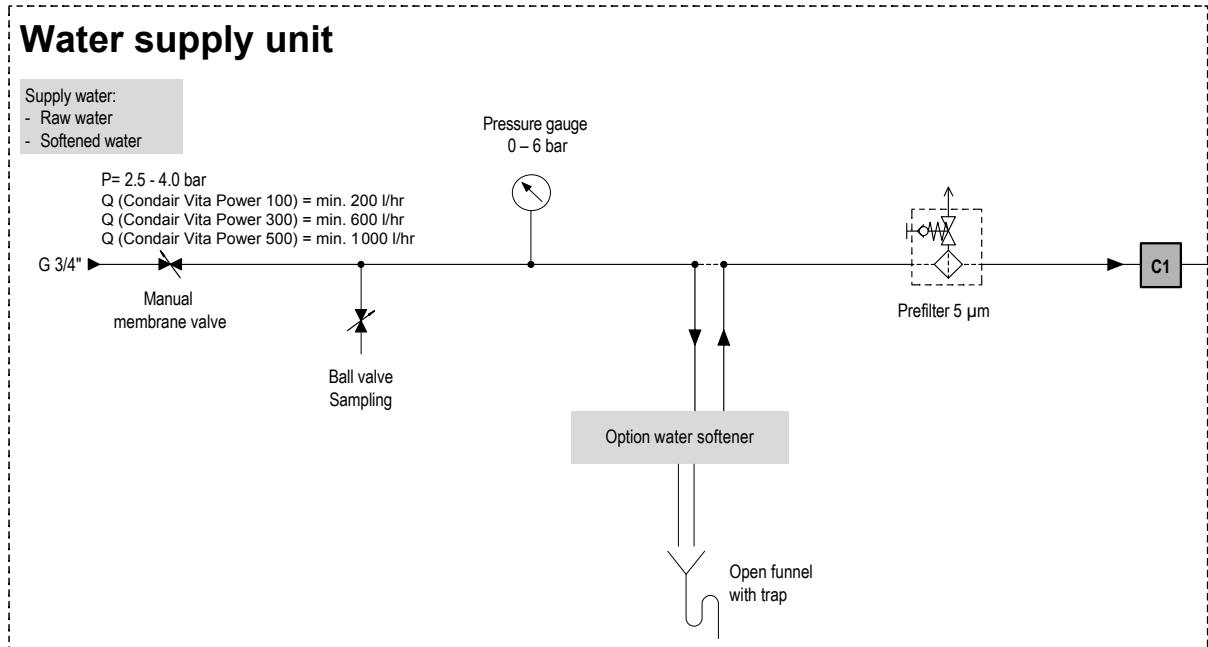 Water supply unit
Supply water:
- Raw water
- Softened water
P= 2.5 - 4.0 bar
Q (Condair Vita Power 100) = min. 200 l/hr
Q (Condair Vita Power 300) = min. 600 l/hr
Q (Condair Vita Power 500) = min. 1000 l/hr
Pressure gauge
0 – 6 bar
G 3/4"
Manual
membrane valve
Ball valve
Sampling
Prefilter 5 µm
C1
Option water softener
Open funnel
with trap